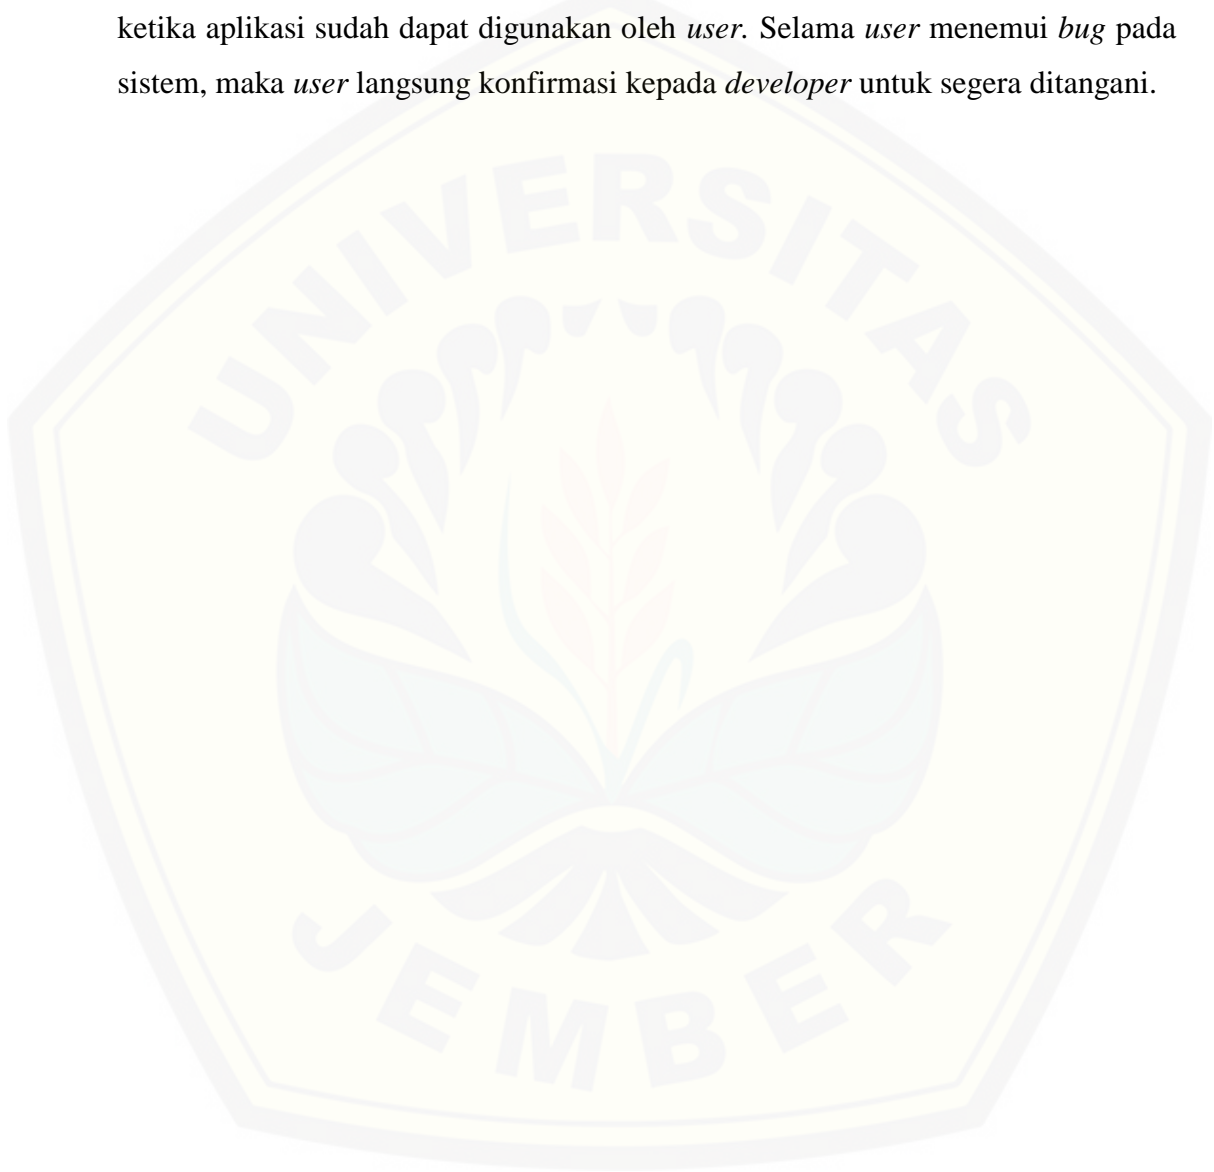 ketika aplikasi sudah dapat digunakan oleh user. Selama user menemui bug pada
sistem, maka user langsung konfirmasi kepada developer untuk segera ditangani.
UNIVERSITAS
JEMBER